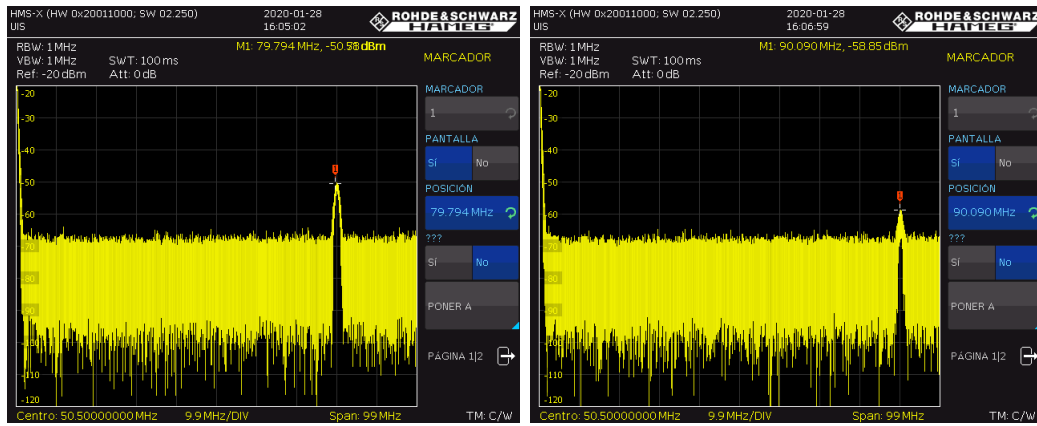 HMS-X (HW 0x20011000; SW 02.250)
UIS
2020-01-28
16:05:02
ROHDE&SCHWARZ
HAMEG
RBW: 1 MHz
VBW: 1 MHz
SWT: 100 ms
Ref: -20 dBm
Att: 0 dB
M1: 79.794 MHz, -50.58 dBm
MARCADOR
-20
-30
-40
-50
-60
-70
-80
-90
-100
-110
-120
MARCADOR
1
PANTALLA
Sí
No
POSICIÓN
79.794 MHz
???
Sí
No
PONER A
PÁGINA 1|2
Centro: 50.50000000 MHz
9.9 MHz/DIV
Span: 99 MHz
TM: C/W
HMS-X (HW 0x20011000; SW 02.250)
UIS
2020-01-28
16:06:59
ROHDE&SCHWARZ
HAMEG
RBW: 1 MHz
VBW: 1 MHz
SWT: 100 ms
Ref: -20 dBm
Att: 0 dB
M1: 90.090 MHz, -58.85 dBm
MARCADOR
-20
-30
-40
-50
-60
-70
-80
-90
-100
-110
-120
MARCADOR
1
PANTALLA
Sí
No
POSICIÓN
90.090 MHz
???
Sí
No
PONER A
PÁGINA 1|2
Centro: 50.50000000 MHz
9.9 MHz/DIV
Span: 99 MHz
TM: C/W